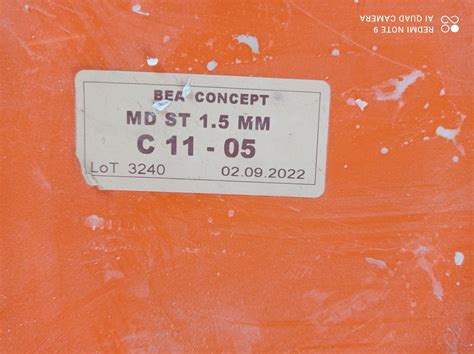 BEA CONCEPT
MD ST 1.5 MM
C 11 - 05
LoT 3240 02.09.2022
REDMI NOTE 9
AI QUAD CAMERA